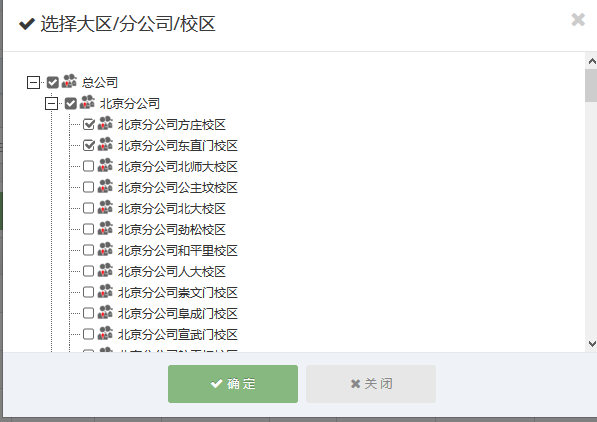 选择大区/分公司/校区
总公司
北京分公司
北京分公司方庄校区
北京分公司东直门校区
北京分公司北师大校区
北京分公司公主坟校区
北京分公司北大校区
北京分公司劲松校区
北京分公司和平里校区
北京分公司人大校区
北京分公司崇文门校区
北京分公司阜成门校区
北京分公司宣武门校区
确定
关闭